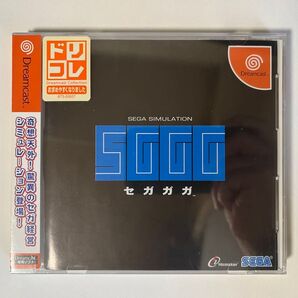 Dreamcast.
ドリコレ
Dreamcast Collection
お求めやすくなりました
奇想天外!驚異のセガ経営
シミュレーション登場!
Dreamcast.
SEGA SIMULATION
SGGG
セガガガ
SEGA